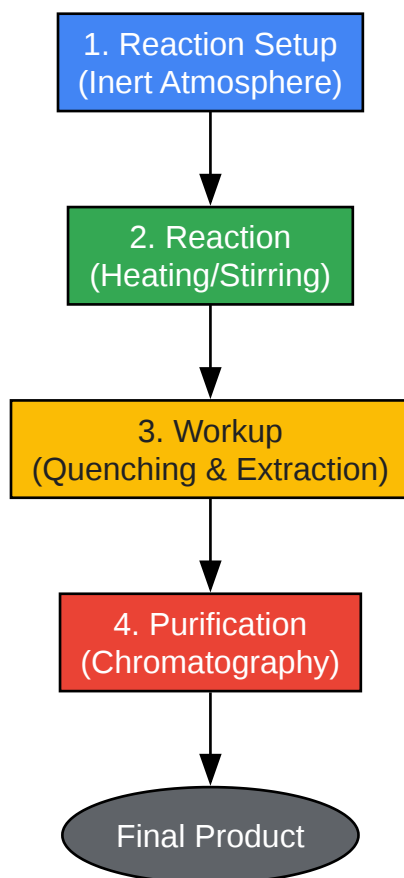 1. Reaction Setup
(Inert Atmosphere)
2. Reaction
(Heating/Stirring)
3. Workup
(Quenching & Extraction)
4. Purification
(Chromatography)
Final Product